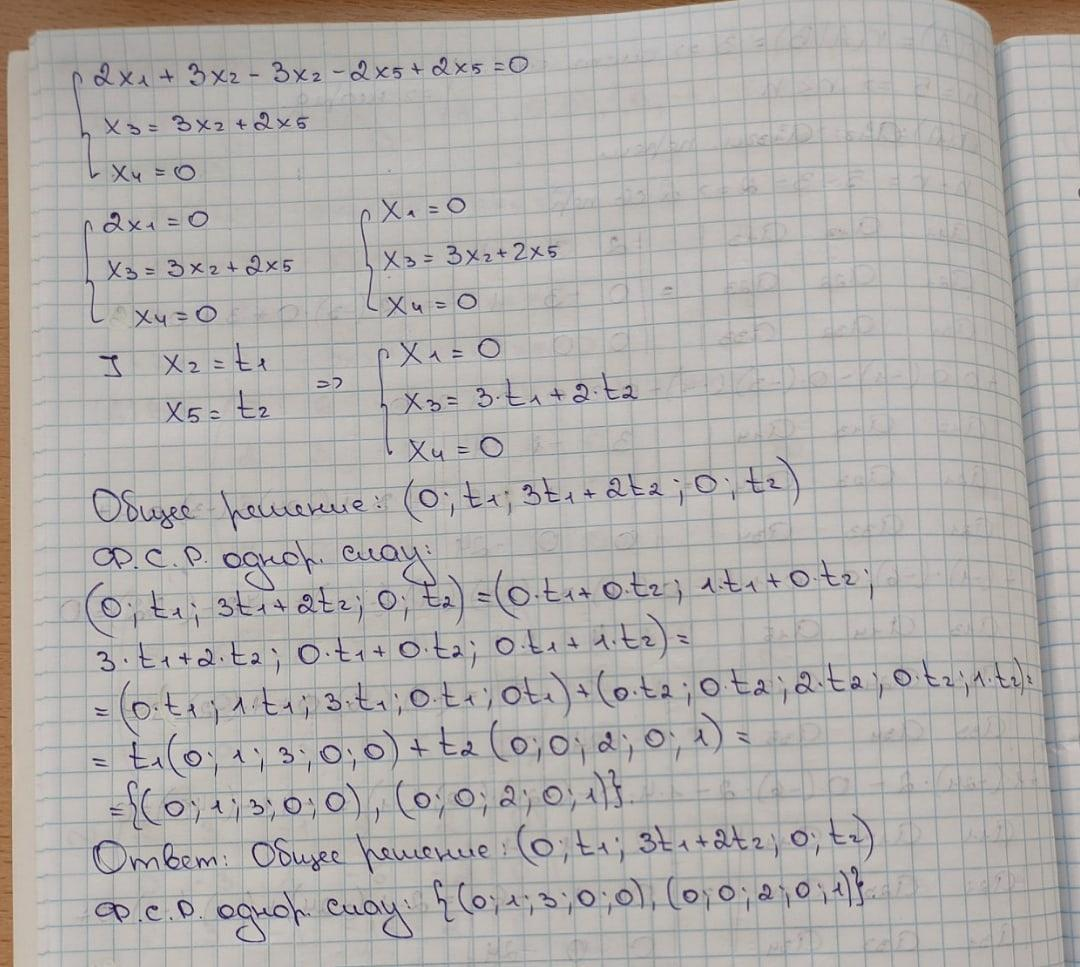 2x₁ + 3x₂ - 3x₂ - 2x₅ + 2x₅ = 0
x₃ = 3x₂ + 2x₅
x₄ = 0
2x₁ = 0
x₃ = 3x₂ + 2x₅
x₄ = 0
x₁ = 0
x₃ = 3x₂ + 2x₅
x₄ = 0
x₂ = t₁
x₅ = t₂
=>
x₁ = 0
x₃ = 3·t₁ + 2·t₂
x₄ = 0
Общее решение: (0; t₁; 3t₁ + 2t₂; 0; t₂)
Ф.С.Р. однор. слау:
(0; t₁; 3t₁ + 2t₂; 0; t₂) = (0·t₁ + 0·t₂; 1·t₁ + 0·t₂;
3·t₁ + 2·t₂; 0·t₁ + 0·t₂; 0·t₁ + 1·t₂) =
= (0·t₁; 1·t₁; 3·t₁; 0·t₁; 0t₁) + (0·t₂; 0·t₂; 2·t₂; 0·t₂; 1·t₂) =
= t₁(0; 1; 3; 0; 0) + t₂(0; 0; 2; 0; 1) =
= {(0; 1; 3; 0; 0), (0; 0; 2; 0; 1)}.
Ответ: Общее решение: (0; t₁; 3t₁ + 2t₂; 0; t₂)
Ф.С.Р. однор. слау: {(0; 1; 3; 0; 0), (0; 0; 2; 0; 1)}.